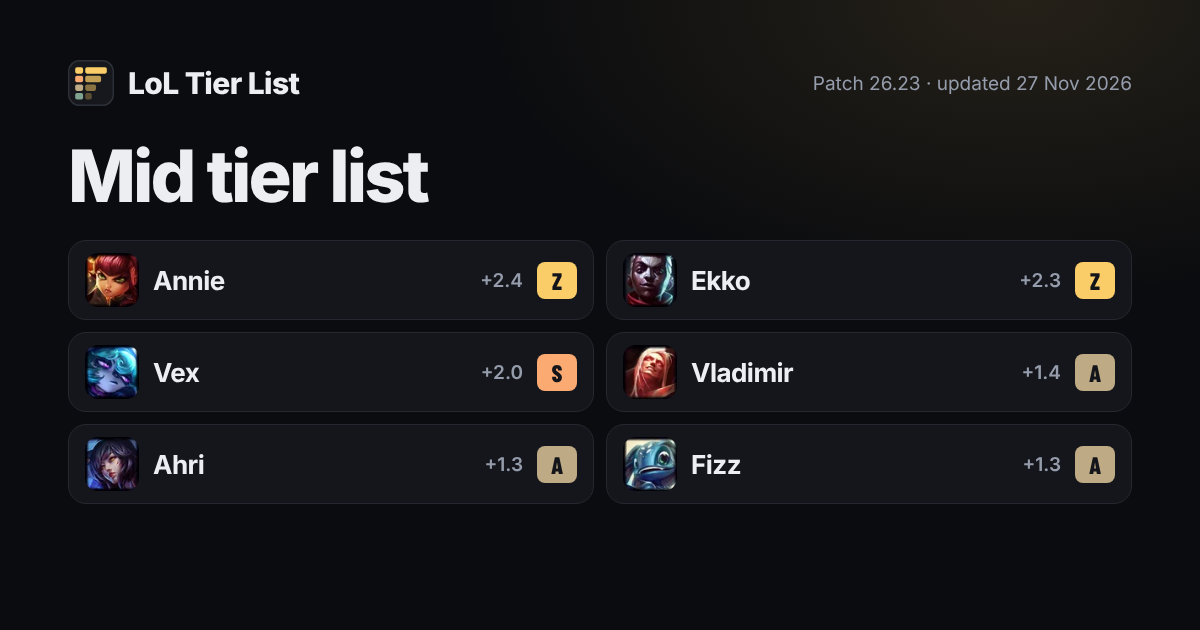 LoL Tier List
Patch 26.23 · updated 27 Nov 2026
Mid tier list
Annie +2.4 Z
Ekko +2.3 Z
Vex +2.0 S
Vladimir +1.4 A
Ahri +1.3 A
Fizz +1.3 A